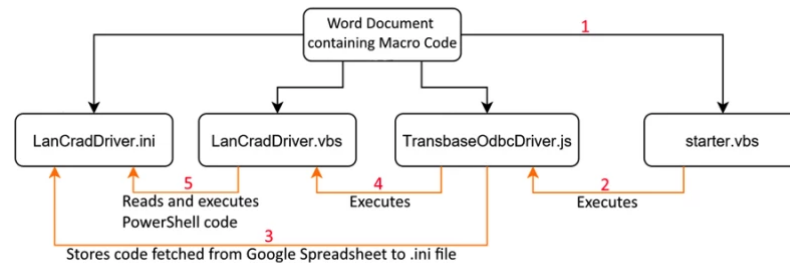 Word Document
containing Macro Code
1
LanCradDriver.ini
LanCradDriver.vbs
TransbaseOdbcDriver.js
starter.vbs
5
4
2
Reads and executes
PowerShell code
Executes
Executes
3
Stores code fetched from Google Spreadsheet to .ini file